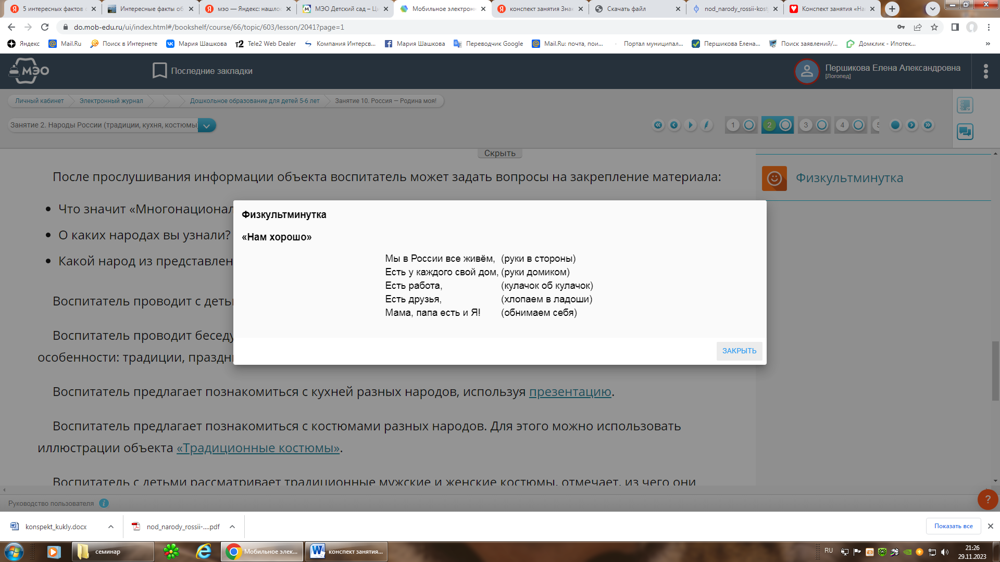 5 интересных фактов о
Интересные факты об
мэо — Яндекс: нашлос
МЭО Детский сад – Ци
Мобильное электронн
конспект занятия Знак
Скачать файл
nod_narody_rossii-kost
Конспект занятия «На
do.mob-edu.ru/ui/index.html#/bookshelf/course/66/topic/603/lesson/2041?page=1
Яндекс
Mail.Ru
Поиск в Интернете
Мария Шашкова
Tele2 Web Dealer
Компания Интерсв...
Мария Шашкова
Переводчик Google
Mail.Ru: почта, пои...
Портал муниципал...
Першикова Елена...
Поиск заявлений/...
Домклик - Ипотек...
»
МЭО
Последние закладки
Першикова Елена Александровна
[Логопед]
Личный кабинет
Электронный журнал
Дошкольное образование для детей 5-6 лет
Занятие 10. Россия — Родина моя!
Занятие 2. Народы России (традиции, кухня, костюмы)
1
2
3
4
5
Скрыть
После прослушивания информации объекта воспитатель может задать вопросы на закрепление материала:
• Что значит «Многонационал
• О каких народах вы узнали?
• Какой народ из представлен
Воспитатель проводит с деть
Воспитатель проводит беседу
особенности: традиции, праздн
Воспитатель предлагает познакомиться с кухней разных народов, используя презентацию.
Воспитатель предлагает познакомиться с костюмами разных народов. Для этого можно использовать
иллюстрации объекта «Традиционные костюмы».
Воспитатель с детьми рассматривает традиционные мужские и женские костюмы, отмечает, из чего они
Физкультминутка
Физкультминутка
«Нам хорошо»
Мы в России все живём, (руки в стороны)
Есть у каждого свой дом, (руки домиком)
Есть работа, (кулачок об кулачок)
Есть друзья, (хлопаем в ладоши)
Мама, папа есть и Я! (обнимаем себя)
ЗАКРЫТЬ
Руководство пользователя
?
konspekt_kukly.docx
nod_narody_rossii-....pdf
Показать все
семинар
Мобильное элек...
конспект занятия...
RU
21:26
29.11.2023